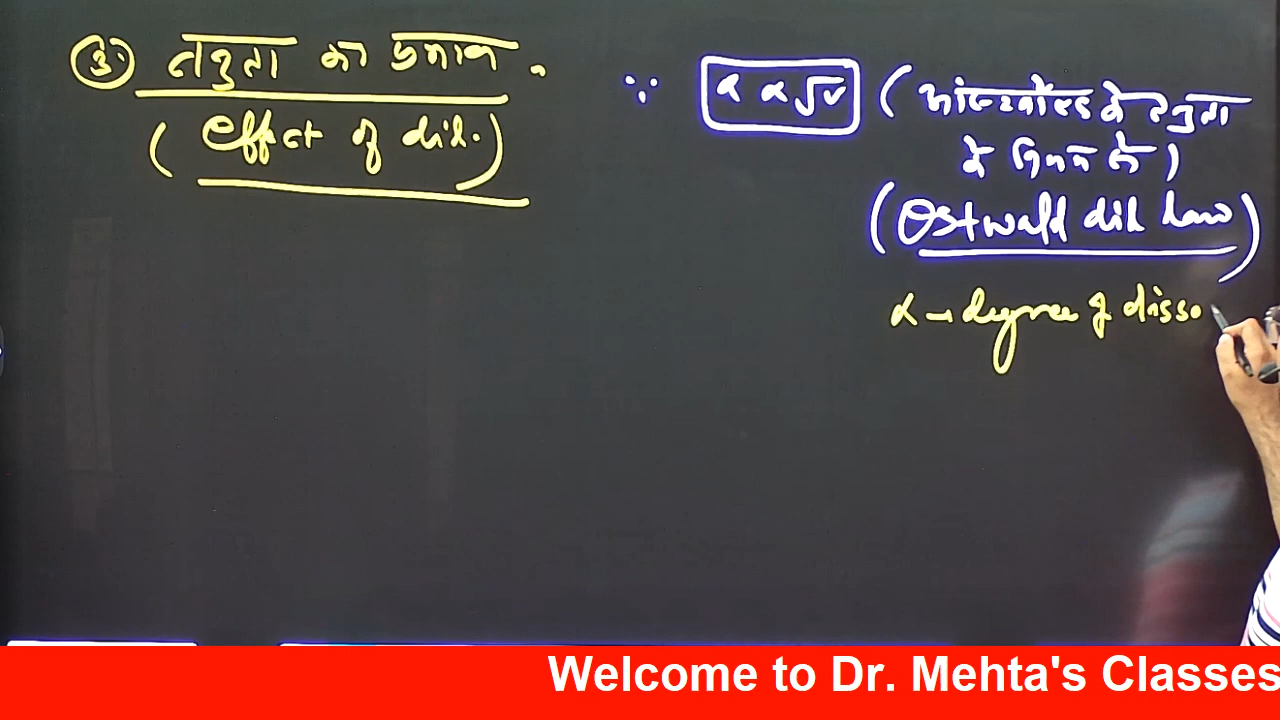 ③ तनुता का प्रभाव .
(effect of dil.)
∵ α α √V (ओस्टवाल्ड के तनुता
के नियम से)
(Ostwald dil. Law)
α → degree of disso
Welcome to Dr. Mehta's Classes